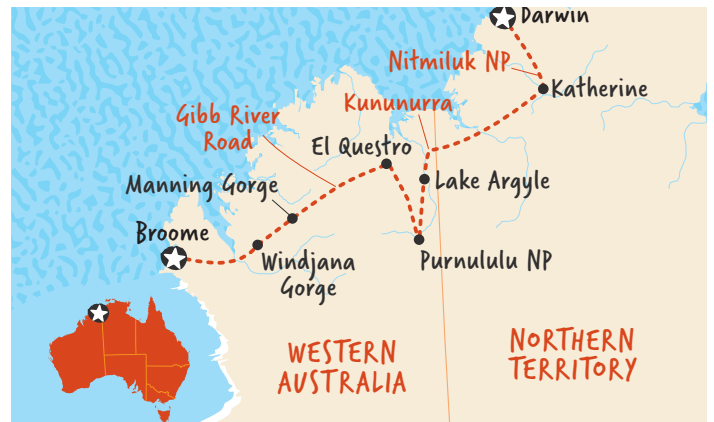 Darwin
Nitmiluk NP
Katherine
Kununurra
Gibb River
Road
El Questro
Manning Gorge
Lake Argyle
Broome
Windjana
Gorge
Purnululu NP
WESTERN
AUSTRALIA
NORTHERN
TERRITORY